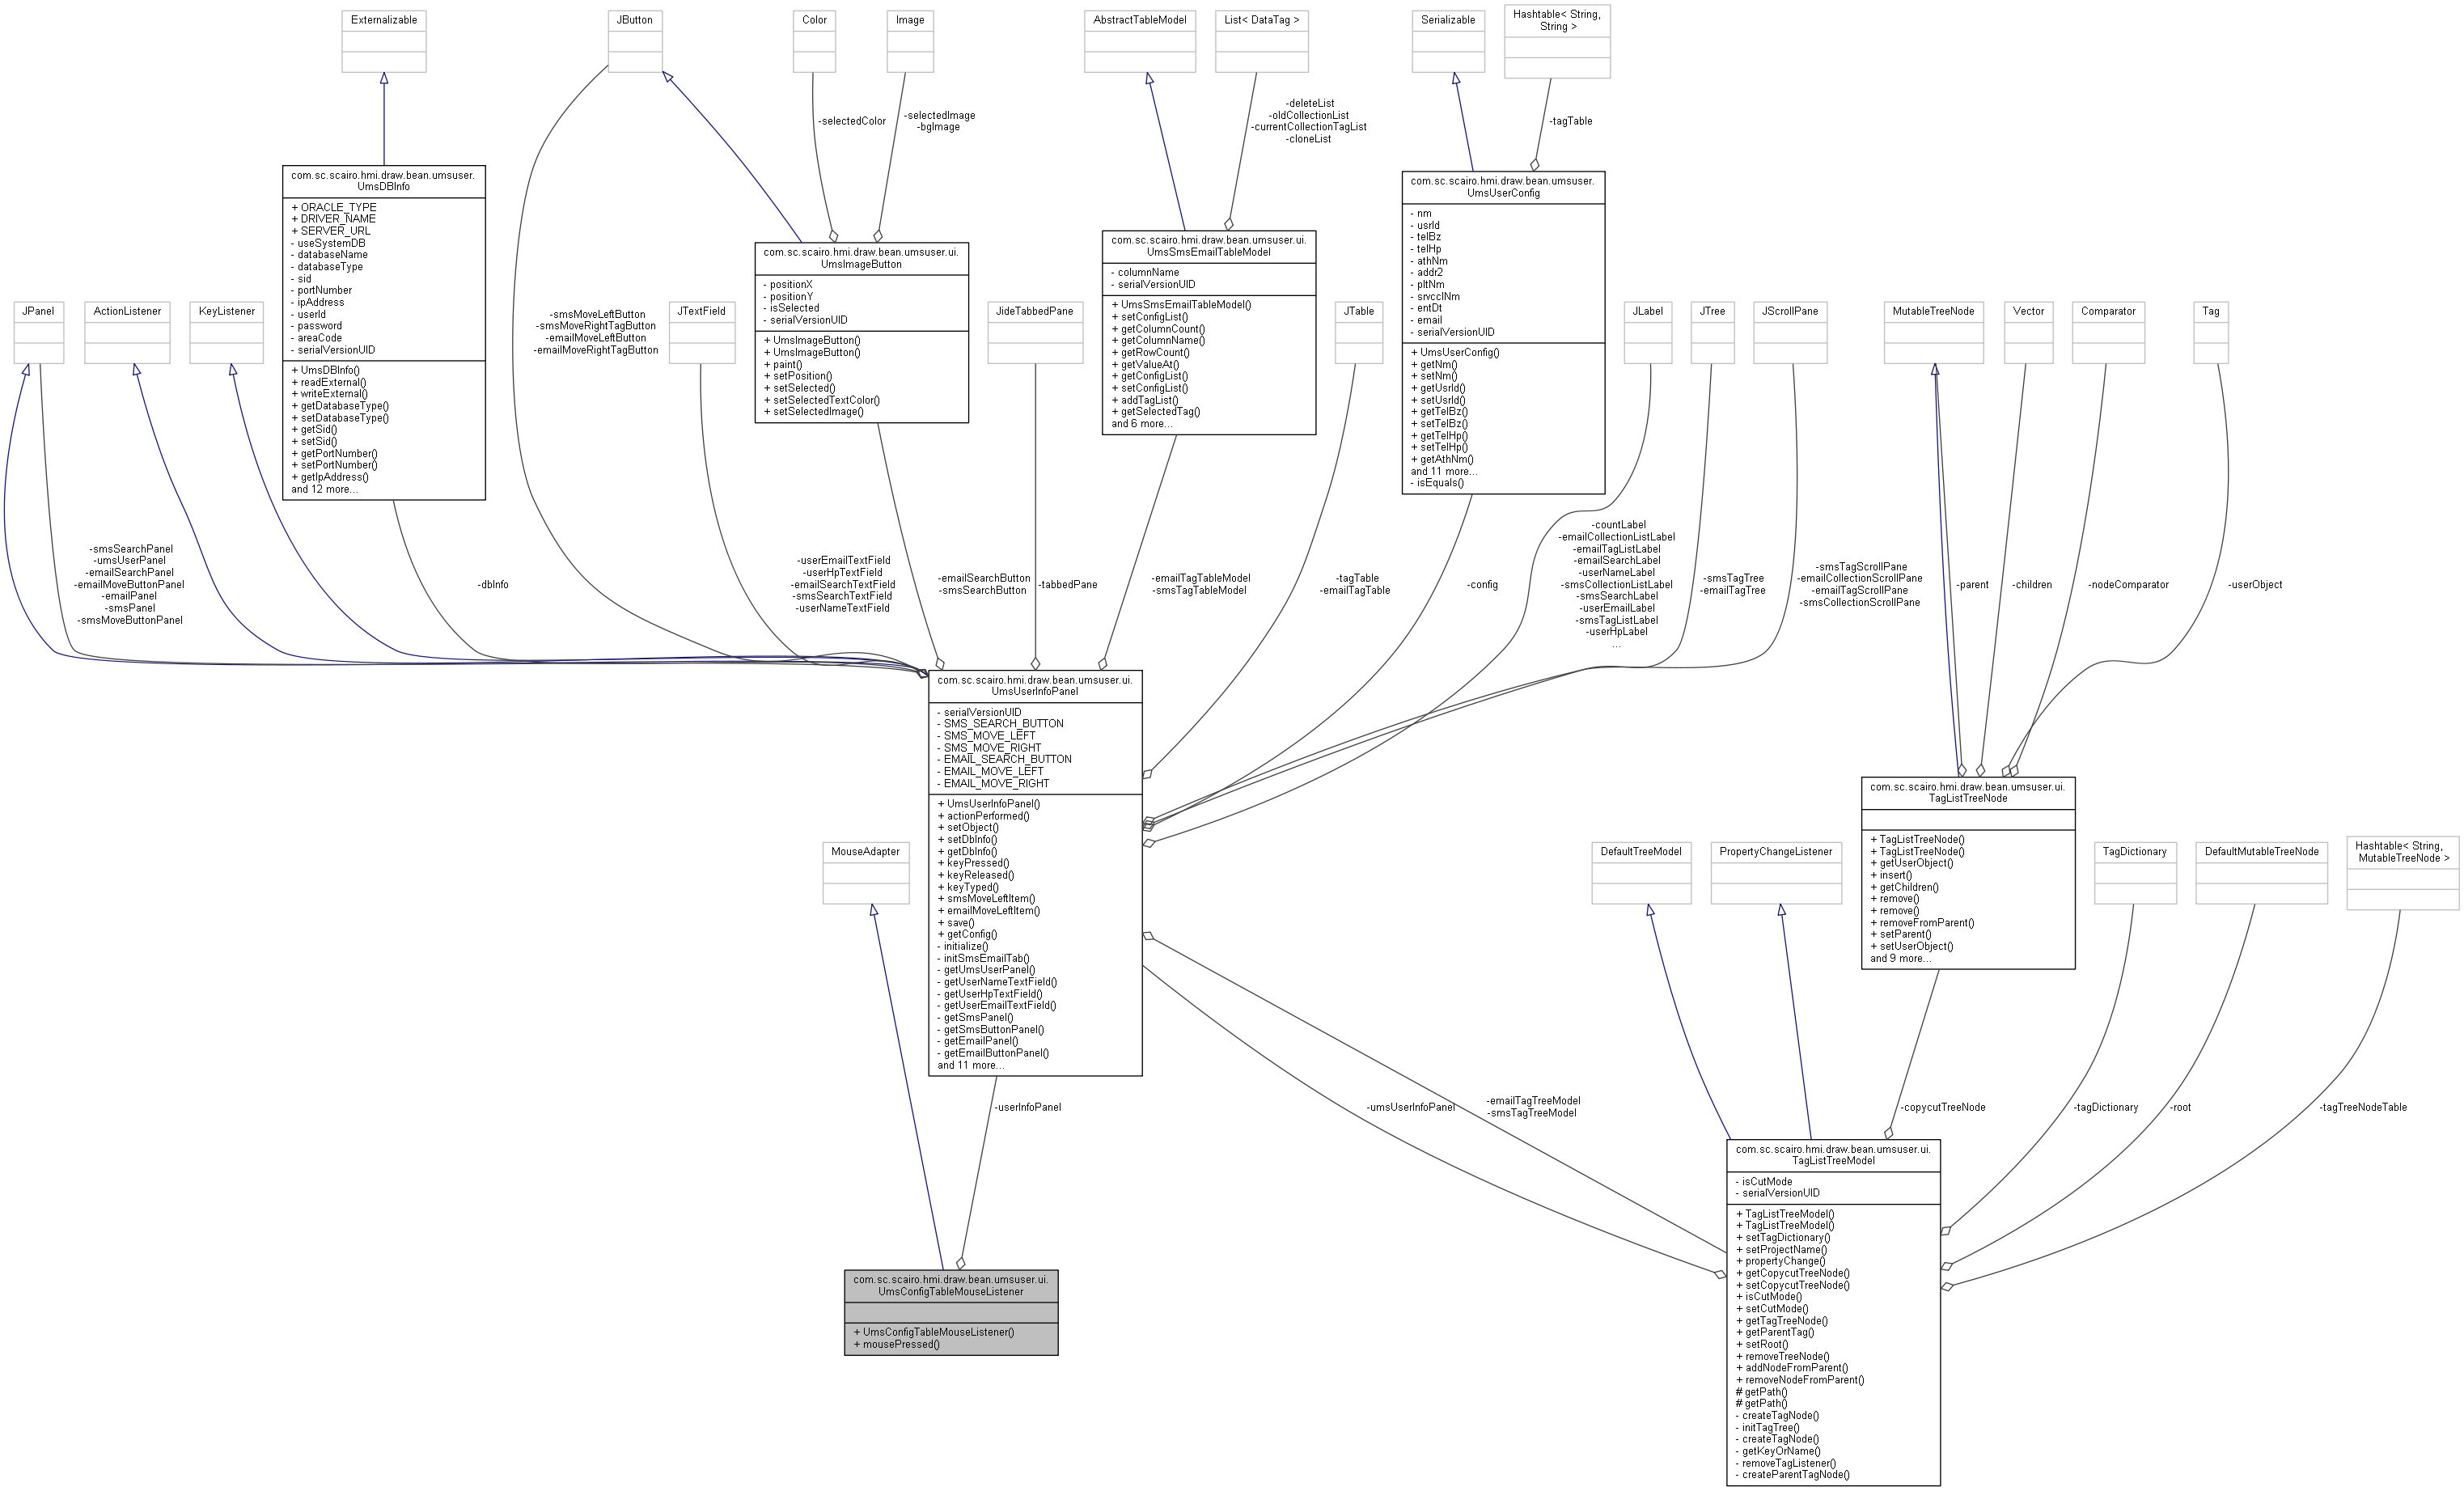 Externalizable
JButton
Color
Image
AbstractTableModel
List< DataTag >
Serializable
Hashtable< String,
String >
-selectedColor
-selectedImage
-bgImage
-deleteList
-oldCollectionList
-currentCollectionTagList
-cloneList
-tagTable
com.sc.scairo.hmi.draw.bean.umsuser.
UmsDBInfo
+ ORACLE_TYPE
+ DRIVER_NAME
+ SERVER_URL
- useSystemDB
- databaseName
- databaseType
- sid
- portNumber
- ipAddress
- userId
- password
- areaCode
- serialVersionUID
+ UmsDBInfo()
+ readExternal()
+ writeExternal()
+ getDatabaseType()
+ setDatabaseType()
+ getSid()
+ setSid()
+ getPortNumber()
+ setPortNumber()
+ getIpAddress()
and 12 more...
com.sc.scairo.hmi.draw.bean.umsuser.ui.
UmsImageButton
- positionX
- positionY
- isSelected
- serialVersionUID
+ UmsImageButton()
+ UmsImageButton()
+ paint()
+ setPosition()
+ setSelected()
+ setSelectedTextColor()
+ setSelectedImage()
com.sc.scairo.hmi.draw.bean.umsuser.ui.
UmsSmsEmailTableModel
- columnName
- serialVersionUID
+ UmsSmsEmailTableModel()
+ setConfigList()
+ getColumnCount()
+ getColumnName()
+ getRowCount()
+ getValueAt()
+ getConfigList()
+ setConfigList()
+ addTagList()
+ getSelectedTag()
and 6 more...
com.sc.scairo.hmi.draw.bean.umsuser.
UmsUserConfig
- nm
- usrId
- telBz
- telHp
- athNm
- addr2
- pltNm
- srvcclNm
- entDt
- email
- serialVersionUID
+ UmsUserConfig()
+ getNm()
+ setNm()
+ getUsrId()
+ setUsrId()
+ getTelBz()
+ setTelBz()
+ getTelHp()
+ setTelHp()
+ getAthNm()
and 11 more...
- isEquals()
JPanel
ActionListener
KeyListener
-smsMoveLeftButton
-smsMoveRightTagButton
-emailMoveLeftButton
-emailMoveRightTagButton
JTextField
JideTabbedPane
JTable
JLabel
JTree
JScrollPane
MutableTreeNode
Vector
Comparator
Tag
-smsSearchPanel
-umsUserPanel
-emailSearchPanel
-emailMoveButtonPanel
-emailPanel
-smsPanel
-smsMoveButtonPanel
-dbInfo
-userEmailTextField
-userHpTextField
-emailSearchTextField
-smsSearchTextField
-userNameTextField
-emailSearchButton
-smsSearchButton
-tabbedPane
-emailTagTableModel
-smsTagTableModel
-tagTable
-emailTagTable
-config
-countLabel
-emailCollectionListLabel
-emailTagListLabel
-emailSearchLabel
-userNameLabel
-smsCollectionListLabel
-smsSearchLabel
-userEmailLabel
-smsTagListLabel
-userHpLabel
...
-smsTagTree
-emailTagTree
-smsTagScrollPane
-emailCollectionScrollPane
-emailTagScrollPane
-smsCollectionScrollPane
-parent
-children
-nodeComparator
-userObject
com.sc.scairo.hmi.draw.bean.umsuser.ui.
UmsUserInfoPanel
- serialVersionUID
- SMS_SEARCH_BUTTON
- SMS_MOVE_LEFT
- SMS_MOVE_RIGHT
- EMAIL_SEARCH_BUTTON
- EMAIL_MOVE_LEFT
- EMAIL_MOVE_RIGHT
+ UmsUserInfoPanel()
+ actionPerformed()
+ setObject()
+ setDbInfo()
+ getDbInfo()
+ keyPressed()
+ keyReleased()
+ keyTyped()
+ smsMoveLeftItem()
+ emailMoveLeftItem()
+ save()
+ getConfig()
- initialize()
- initSmsEmailTab()
- getUmsUserPanel()
- getUserNameTextField()
- getUserHpTextField()
- getUserEmailTextField()
- getSmsPanel()
- getSmsButtonPanel()
- getEmailPanel()
- getEmailButtonPanel()
and 11 more...
com.sc.scairo.hmi.draw.bean.umsuser.ui.
TagListTreeNode
+ TagListTreeNode()
+ TagListTreeNode()
+ getUserObject()
+ insert()
+ getChildren()
+ remove()
+ remove()
+ removeFromParent()
+ setParent()
+ setUserObject()
and 9 more...
MouseAdapter
DefaultTreeModel
PropertyChangeListener
TagDictionary
DefaultMutableTreeNode
Hashtable< String,
MutableTreeNode >
-userInfoPanel
-umsUserInfoPanel
-emailTagTreeModel
-smsTagTreeModel
-copycutTreeNode
-tagDictionary
-root
-tagTreeNodeTable
com.sc.scairo.hmi.draw.bean.umsuser.ui.
UmsConfigTableMouseListener
+ UmsConfigTableMouseListener()
+ mousePressed()
com.sc.scairo.hmi.draw.bean.umsuser.ui.
TagListTreeModel
- isCutMode
- serialVersionUID
+ TagListTreeModel()
+ TagListTreeModel()
+ setTagDictionary()
+ setProjectName()
+ propertyChange()
+ getCopycutTreeNode()
+ setCopycutTreeNode()
+ isCutMode()
+ setCutMode()
+ getTagTreeNode()
+ getParentTag()
+ setRoot()
+ removeTreeNode()
+ addNodeFromParent()
+ removeNodeFromParent()
# getPath()
# getPath()
- createTagNode()
- initTagTree()
- createTagNode()
- getKeyOrName()
- removeTagListener()
- createParentTagNode()